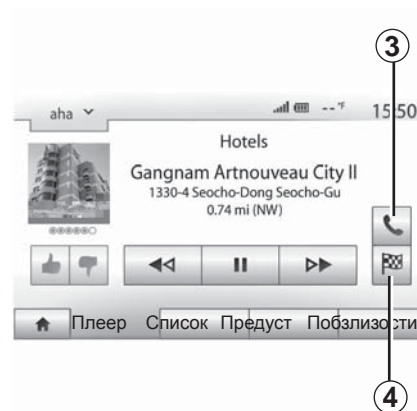 3
aha -- °F 15:50
Hotels
Gangnam Artnouveau City II
1330-4 Seocho-Dong Seocho-Gu
0.74 mi (NW)
Плеер Список Предуст Побзлизости
4